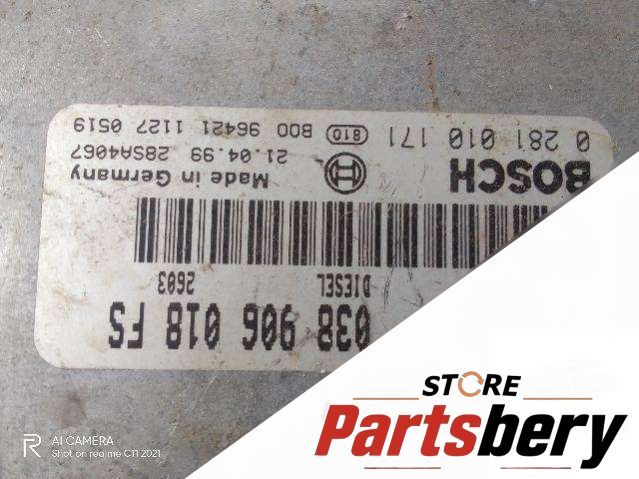 038 906 018 FS
DIESEL 2603
BOSCH Made in Germany
21.04.99 28SA4067
0 281 010 171 810 B00 96421 1127 0519
STORE
Partsbery
R AI CAMERA
Shot on realme C11 2021